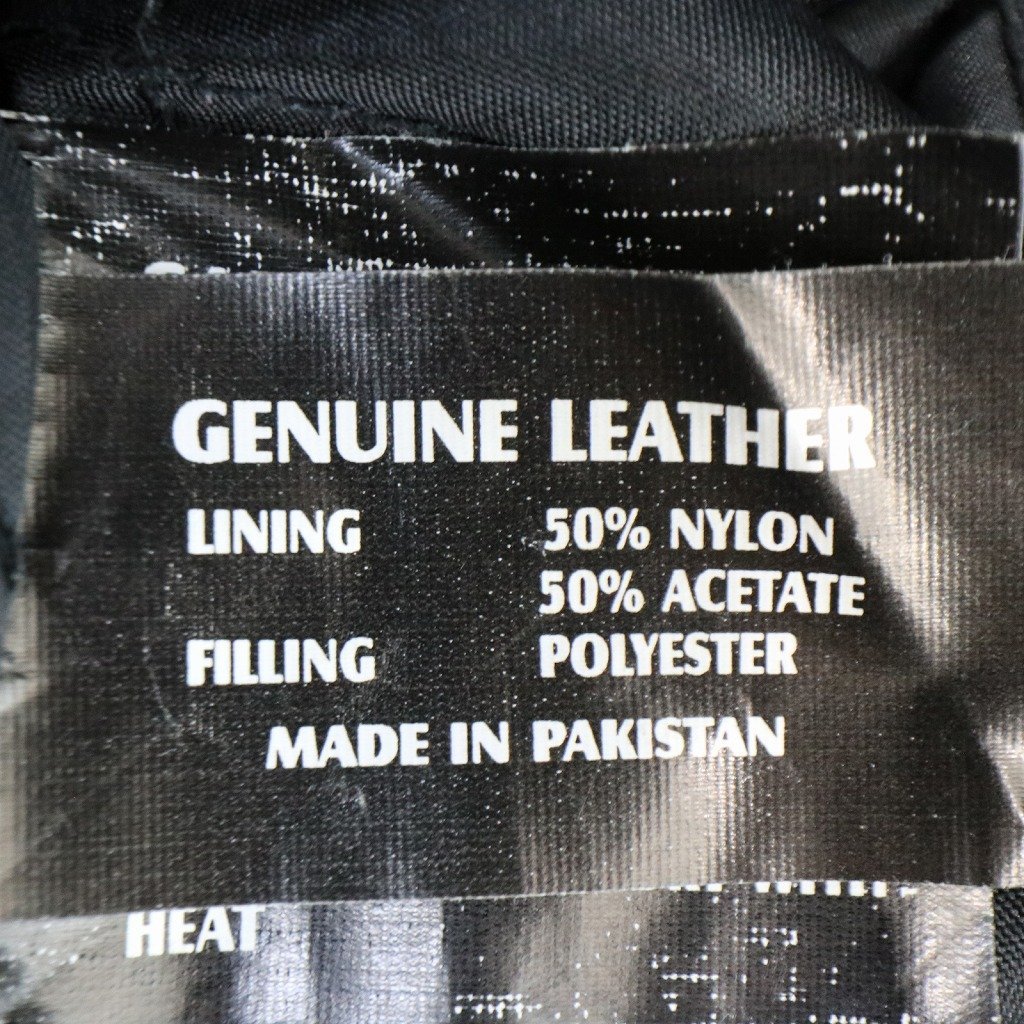 GENUINE LEATHER
LINING 50% NYLON
50% ACETATE
FILLING POLYESTER
MADE IN PAKISTAN
HEAT